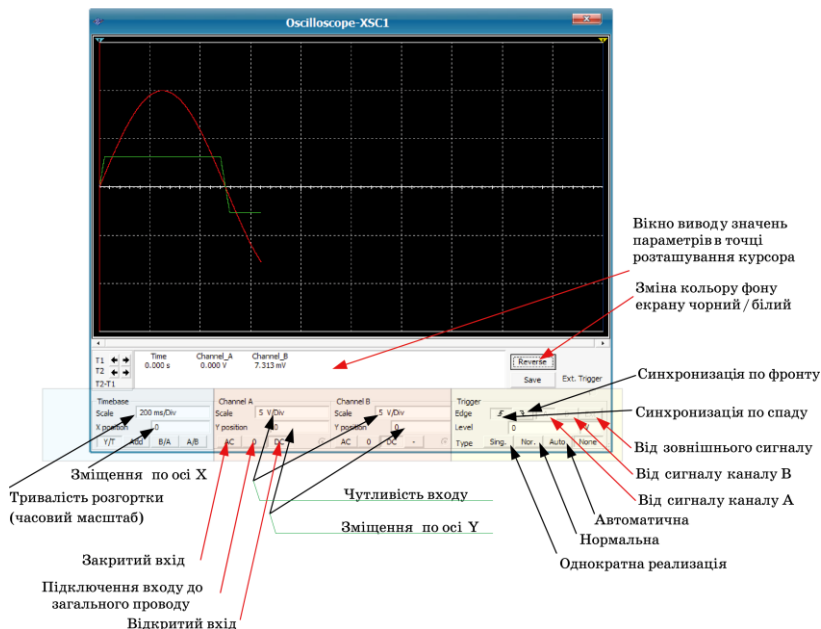 Oscilloscope-XSC1
Вікно виводу значень
параметрів в точці
розташування курсора
Зміна кольору фону
екрану чорний / білий
T1
T2
T2-T1
Time Channel_A Channel_B
0.000 s 0.000 V 7.313 mV
Reverse
Save
Ext. Trigger
Синхронізация по фронту
Синхронізация по спаду
Від зовнішнього сигналу
Від сигналу каналу B
Від сигналу каналу A
Автоматична
Нормальна
Однократна реализація
Timebase
Scale 200 ms/Div
X position 0
Y/T Add B/A A/B
Channel A
Scale 5 V/Div
Y position 0
AC 0 DC
Channel B
Scale 5 V/Div
Y position 0
AC 0 DC -
Trigger
Edge
Level 0
Type Sing. Nor. Auto None
Зміщення по осі X
Тривалість розгортки
(часовий масштаб)
Чутливість входу
Зміщення по осі Y
Закритий вхід
Підключення входу до
загального проводу
Відкритий вхід